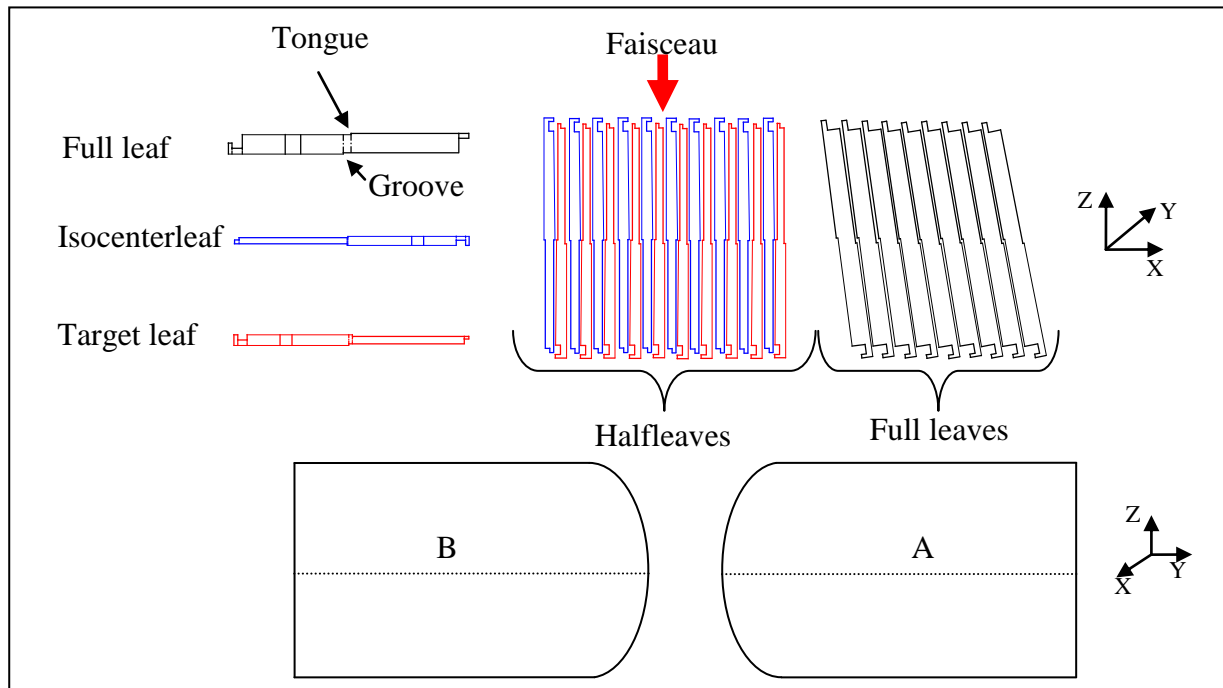 Tongue
Faisceau
Full leaf
Groove
Isocenterleaf
Target leaf
Z
Y
X
Halfleaves
Full leaves
B
A
Z
X
Y